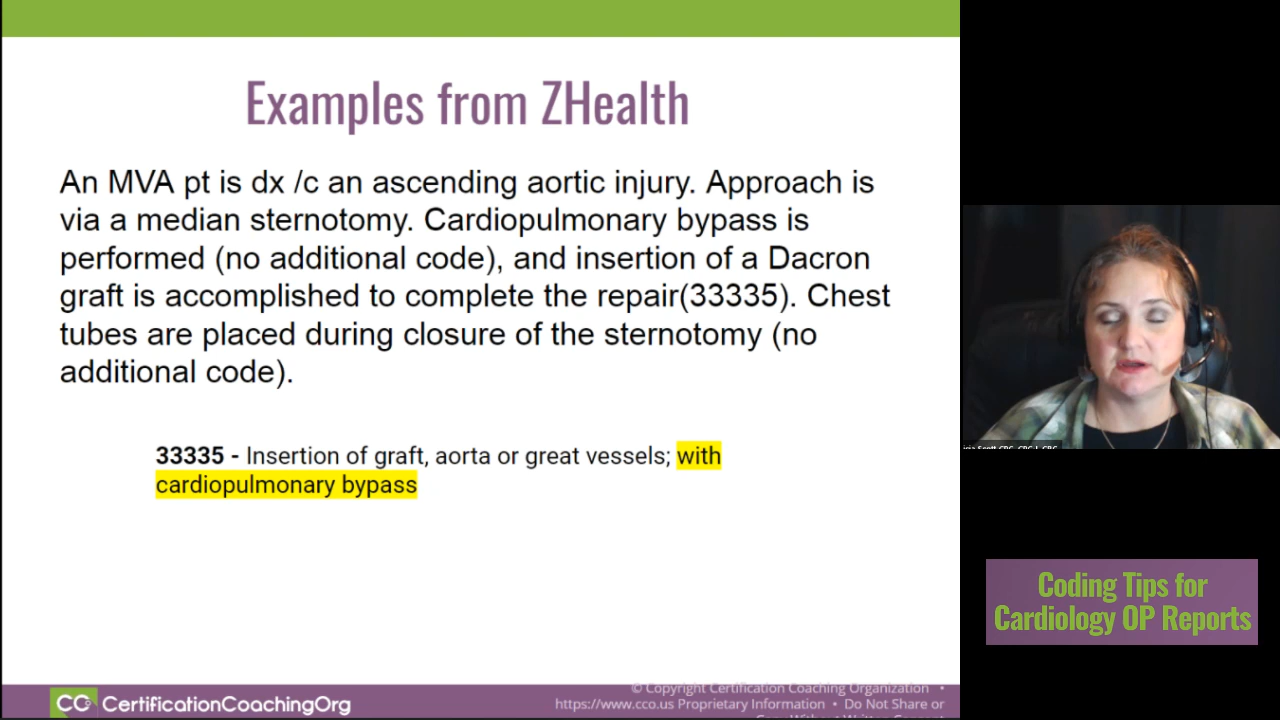 Examples from ZHealth
An MVA pt is dx /c an ascending aortic injury. Approach is
via a median sternotomy. Cardiopulmonary bypass is
performed (no additional code), and insertion of a Dacron
graft is accomplished to complete the repair(33335). Chest
tubes are placed during closure of the sternotomy (no
additional code).
33335 - Insertion of graft, aorta or great vessels; with
cardiopulmonary bypass
Coding Tips for
Cardiology OP Reports
CC CertificationCoachingOrg
© Copyright Certification Coaching Organization •
https://www.cco.us Proprietary Information • Do Not Share or